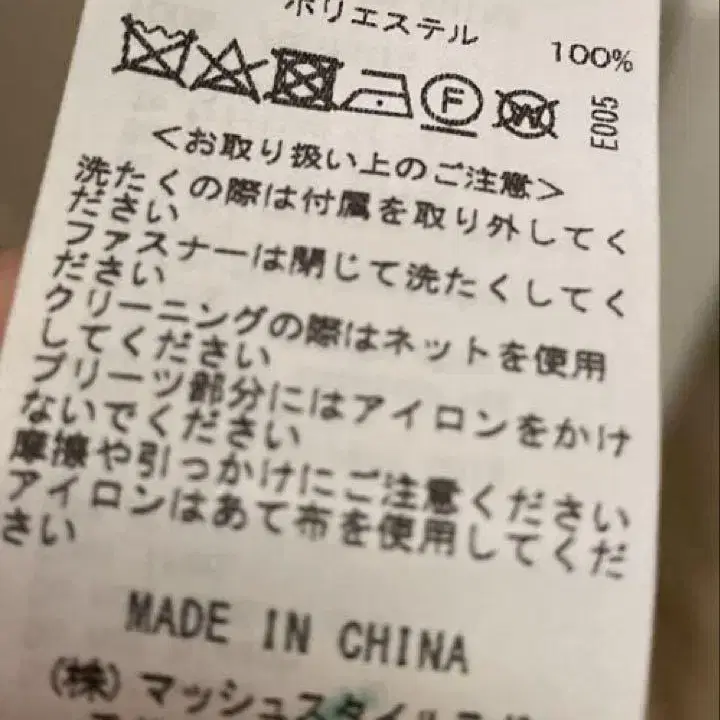 ポリエステル 100%
F W E005
<お取り扱い上のご注意>
洗たくの際は付属を取り外してく
ださい
ファスナーは閉じて洗たくしてく
ださい
クリーニングの際はネットを使用
してください
プリーツ部分にはアイロンをかけ
ないでください
摩擦や引っかけにご注意ください
アイロンはあて布を使用してくだ
さい
MADE IN CHINA
(株)マッシュスタイル